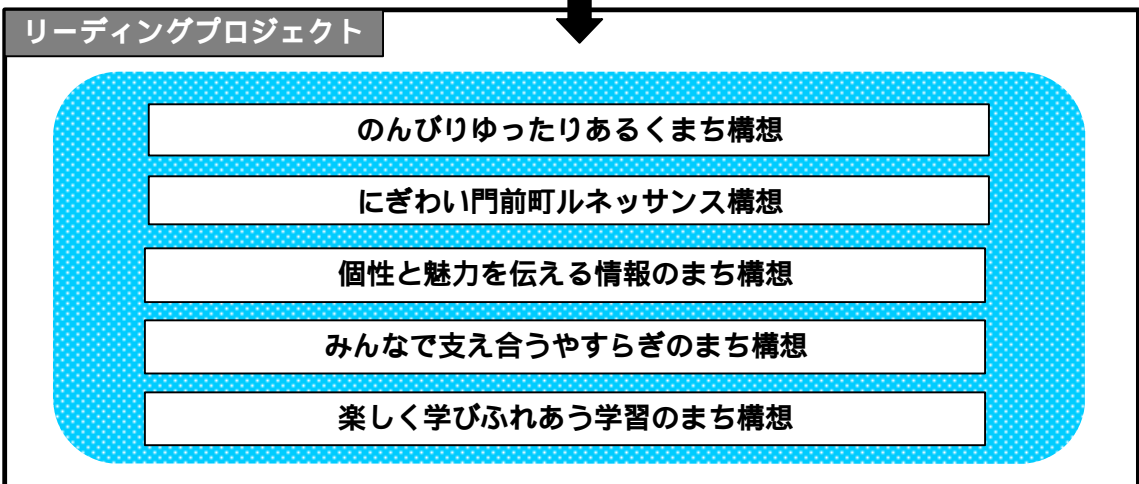 リーディングプロジェクト
のんびりゆったりあるくまち構想
にぎわい門前町ルネッサンス構想
個性と魅力を伝える情報のまち構想
みんなで支え合うやすらぎのまち構想
楽しく学びふれあう学習のまち構想